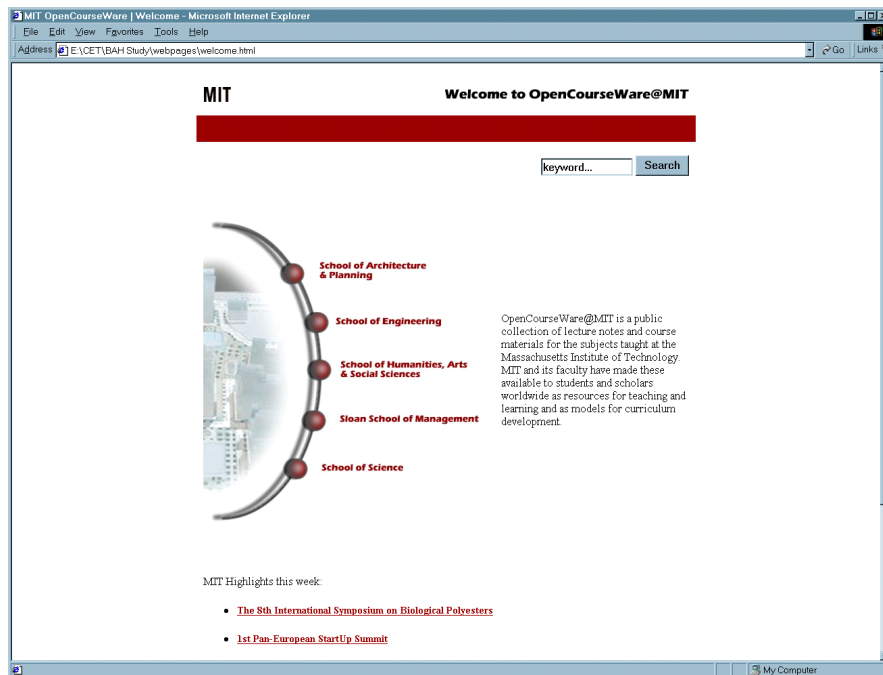 MIT OpenCourseWare | Welcome - Microsoft Internet Explorer
File Edit View Favorites Tools Help
Address E:\CET\BAH Study\webpages\welcome.html Go Links
MIT Welcome to OpenCourseWare@MIT
keyword... Search
School of Architecture
& Planning
School of Engineering
School of Humanities, Arts
& Social Sciences
Sloan School of Management
School of Science
OpenCourseWare@MIT is a public
collection of lecture notes and course
materials for the subjects taught at the
Massachusetts Institute of Technology.
MIT and its faculty have made these
available to students and scholars
worldwide as resources for teaching and
learning and as models for curriculum
development.
MIT Highlights this week:
The 8th International Symposium on Biological Polyesters
1st Pan-European StartUp Summit
My Computer